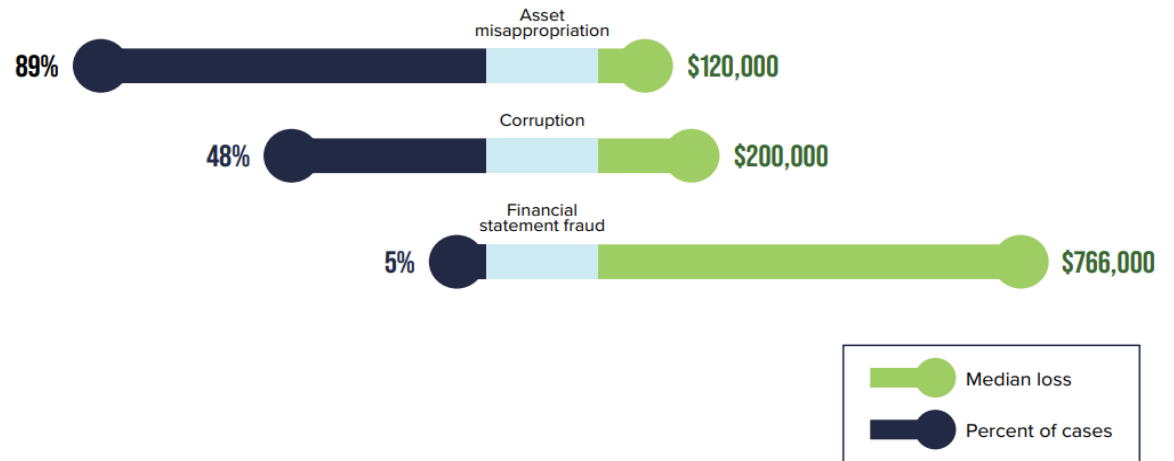 Asset
misappropriation
89%
$120,000
Corruption
48%
$200,000
Financial
statement fraud
5%
$766,000
Median loss
Percent of cases